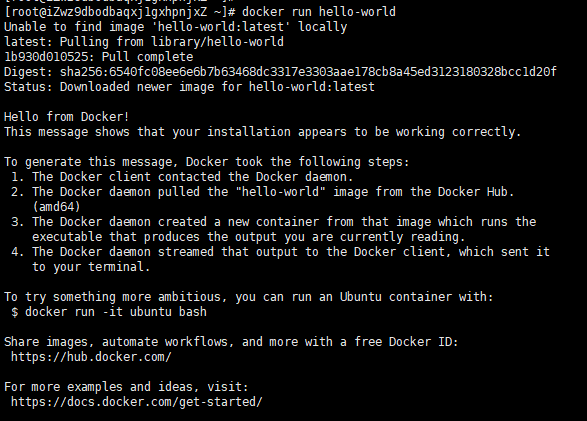 [root@iZwz9dbodbaqxj1gxhpnjxZ ~]# docker run hello-world
Unable to find image 'hello-world:latest' locally
latest: Pulling from library/hello-world
1b930d010525: Pull complete
Digest: sha256:6540fc08ee6e6b7b63468dc3317e3303aae178cb8a45ed3123180328bcc1d20f
Status: Downloaded newer image for hello-world:latest

Hello from Docker!
This message shows that your installation appears to be working correctly.

To generate this message, Docker took the following steps:
 1. The Docker client contacted the Docker daemon.
 2. The Docker daemon pulled the "hello-world" image from the Docker Hub.
    (amd64)
 3. The Docker daemon created a new container from that image which runs the
    executable that produces the output you are currently reading.
 4. The Docker daemon streamed that output to the Docker client, which sent it
    to your terminal.

To try something more ambitious, you can run an Ubuntu container with:
 $ docker run -it ubuntu bash

Share images, automate workflows, and more with a free Docker ID:
 https://hub.docker.com/

For more examples and ideas, visit:
 https://docs.docker.com/get-started/